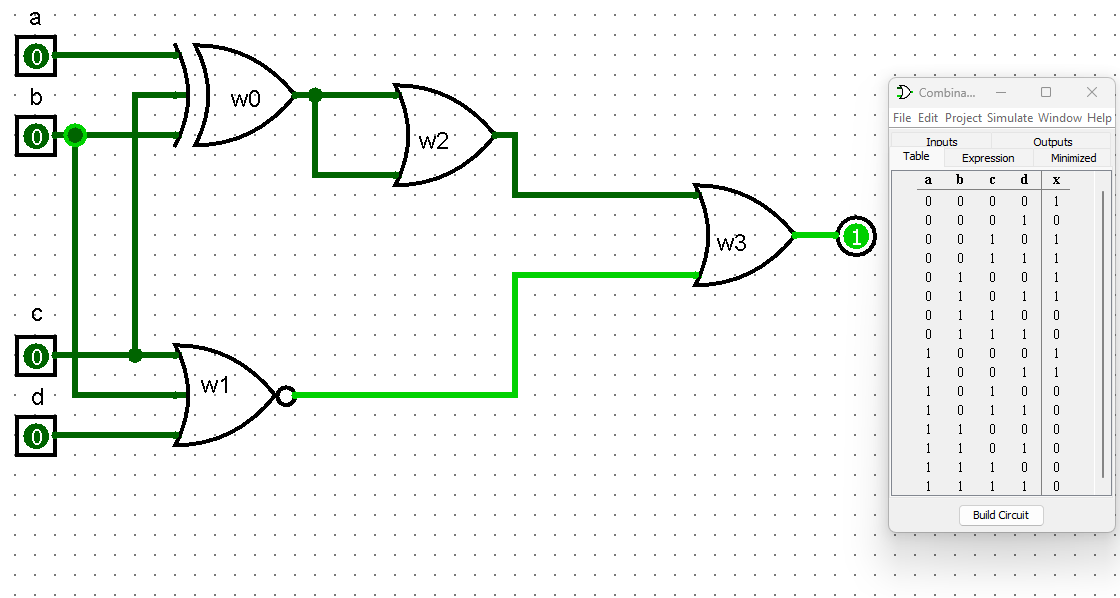 a
0
b
0
w0
w2
w3
1
c
0
w1
d
0
Combina...
File Edit Project Simulate Window Help
Inputs Outputs
Table Expression Minimized
a b c d x
0 0 0 0 1
0 0 0 1 0
0 0 1 0 1
0 0 1 1 1
0 1 0 0 1
0 1 0 1 1
0 1 1 0 0
0 1 1 1 0
1 0 0 0 1
1 0 0 1 1
1 0 1 0 0
1 0 1 1 0
1 1 0 0 0
1 1 0 1 0
1 1 1 0 0
1 1 1 1 0
Build Circuit